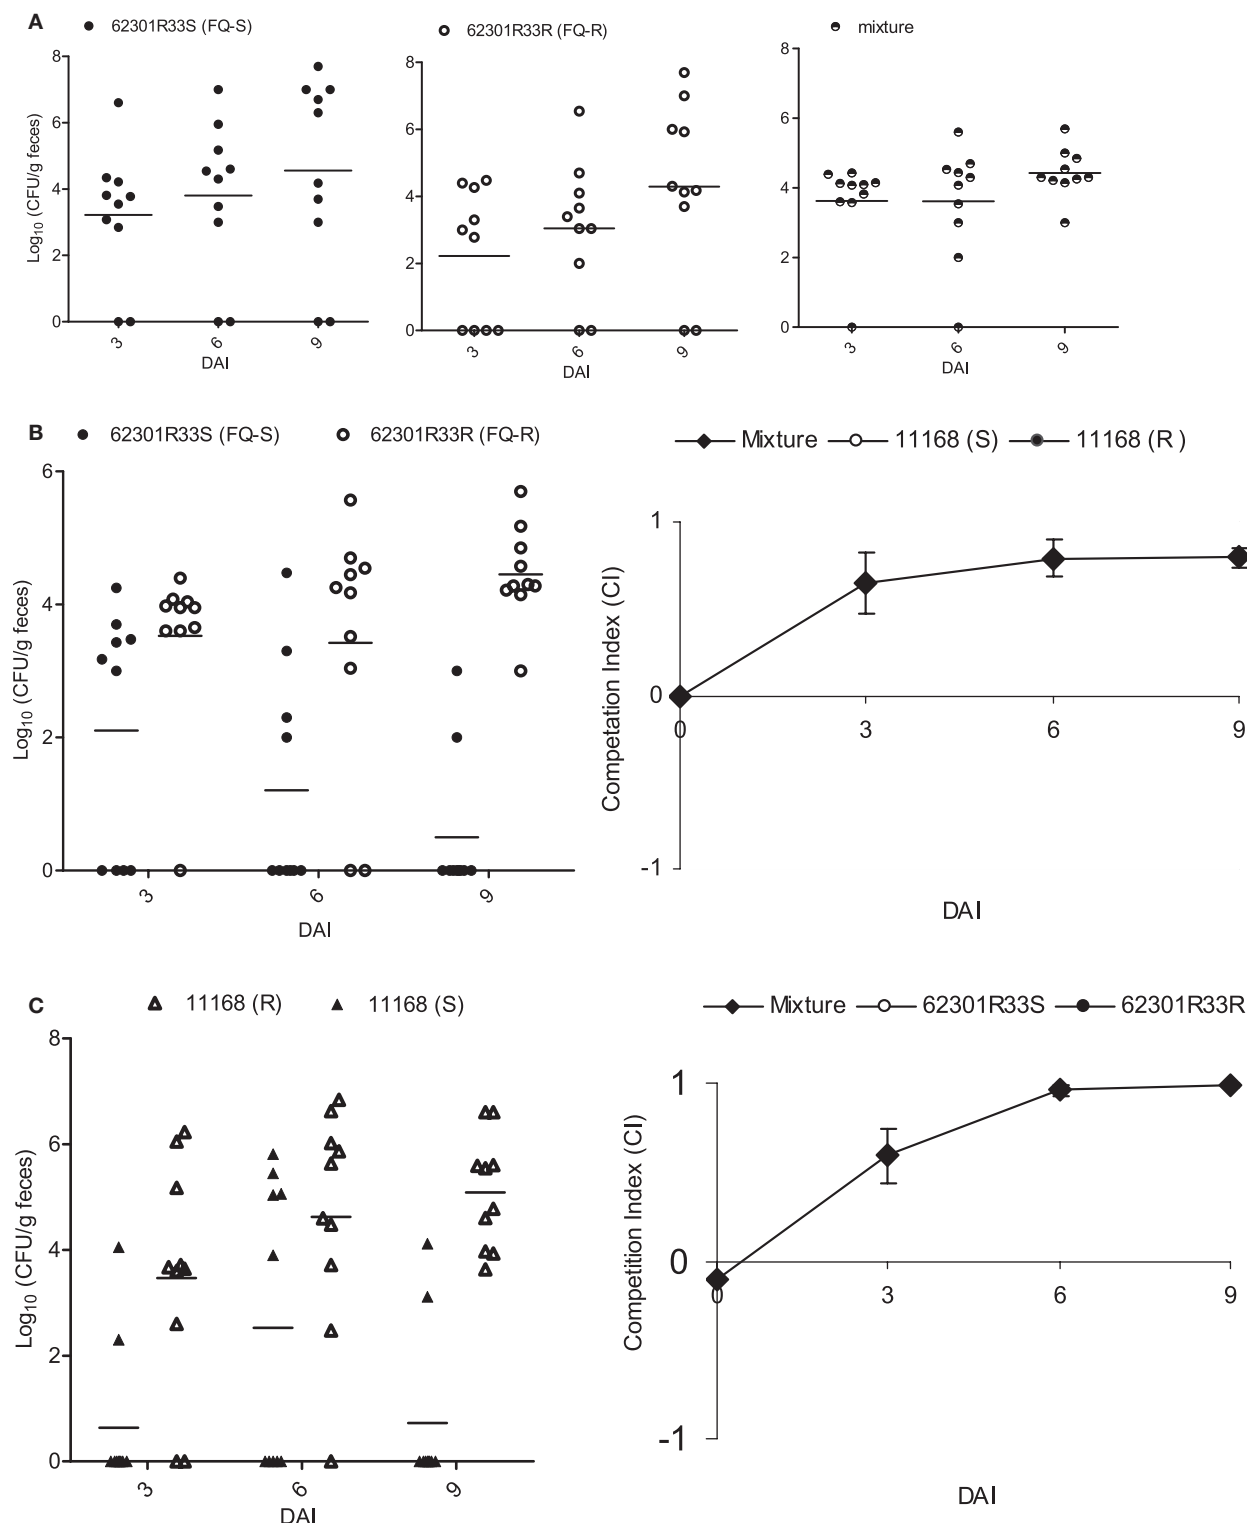 A
62301R33S (FQ-S)
62301R33R (FQ-R)
mixture
Log10 (CFU/g feces)
8
6
4
2
0
3
6
9
DAI
8
6
4
2
0
3
6
9
DAI
8
6
4
2
0
3
6
9
DAI
B
62301R33S (FQ-S)
62301R33R (FQ-R)
Log10 (CFU/g feces)
6
4
2
0
3
6
9
DAI
Mixture
11168 (S)
11168 (R )
Competation Index (CI)
1
0
-1
0
3
6
9
DAI
C
11168 (R)
11168 (S)
Log10 (CFU/g feces)
8
6
4
2
0
3
6
9
DAI
Mixture
62301R33S
62301R33R
Competition Index (CI)
1
0
-1
0
3
6
9
DAI